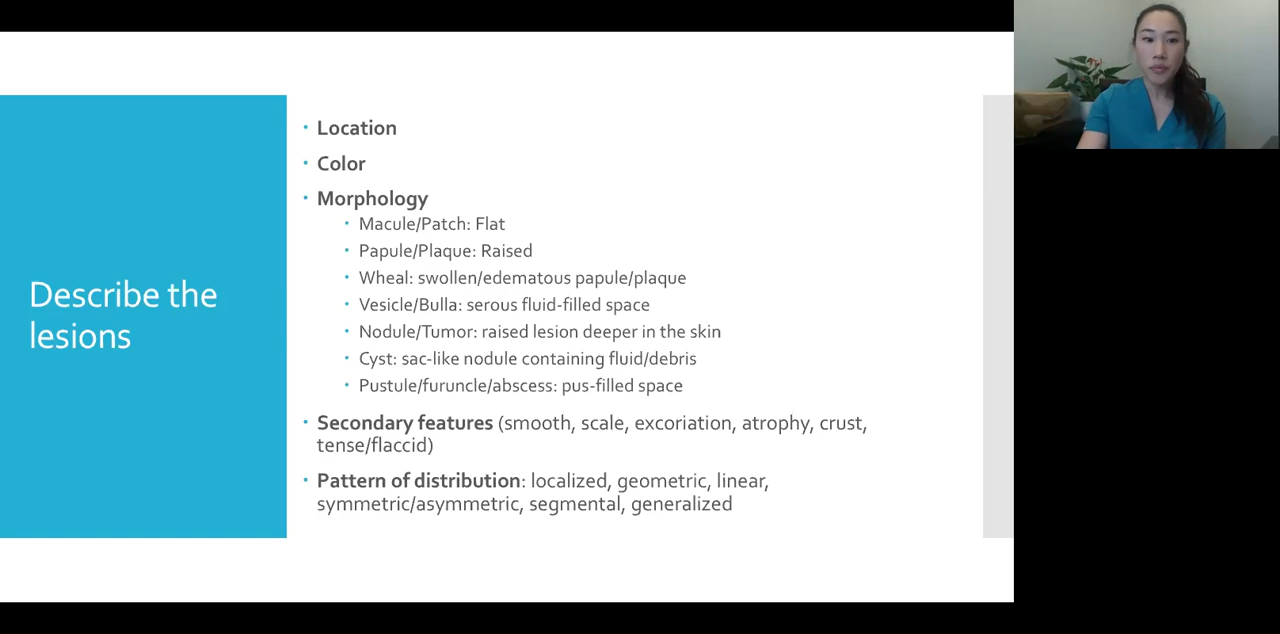 Describe the
lesions
• Location
• Color
• Morphology
• Macule/Patch: Flat
• Papule/Plaque: Raised
• Wheal: swollen/edematous papule/plaque
• Vesicle/Bulla: serous fluid-filled space
• Nodule/Tumor: raised lesion deeper in the skin
• Cyst: sac-like nodule containing fluid/debris
• Pustule/furuncle/abscess: pus-filled space
• Secondary features (smooth, scale, excoriation, atrophy, crust,
tense/flaccid)
• Pattern of distribution: localized, geometric, linear,
symmetric/asymmetric, segmental, generalized